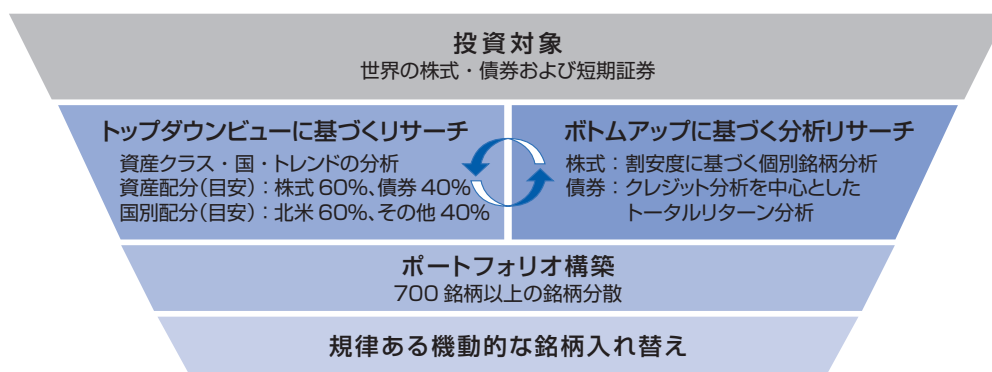 投資対象
世界の株式・債券および短期証券
トップダウンビューに基づくリサーチ
資産クラス・国・トレンドの分析
資産配分(目安):株式 60%、債券 40%
国別配分(目安):北米 60%、その他 40%
ボトムアップに基づく分析リサーチ
株式:割安度に基づく個別銘柄分析
債券:クレジット分析を中心とした
トータルリターン分析
ポートフォリオ構築
700 銘柄以上の銘柄分散
規律ある機動的な銘柄入れ替え